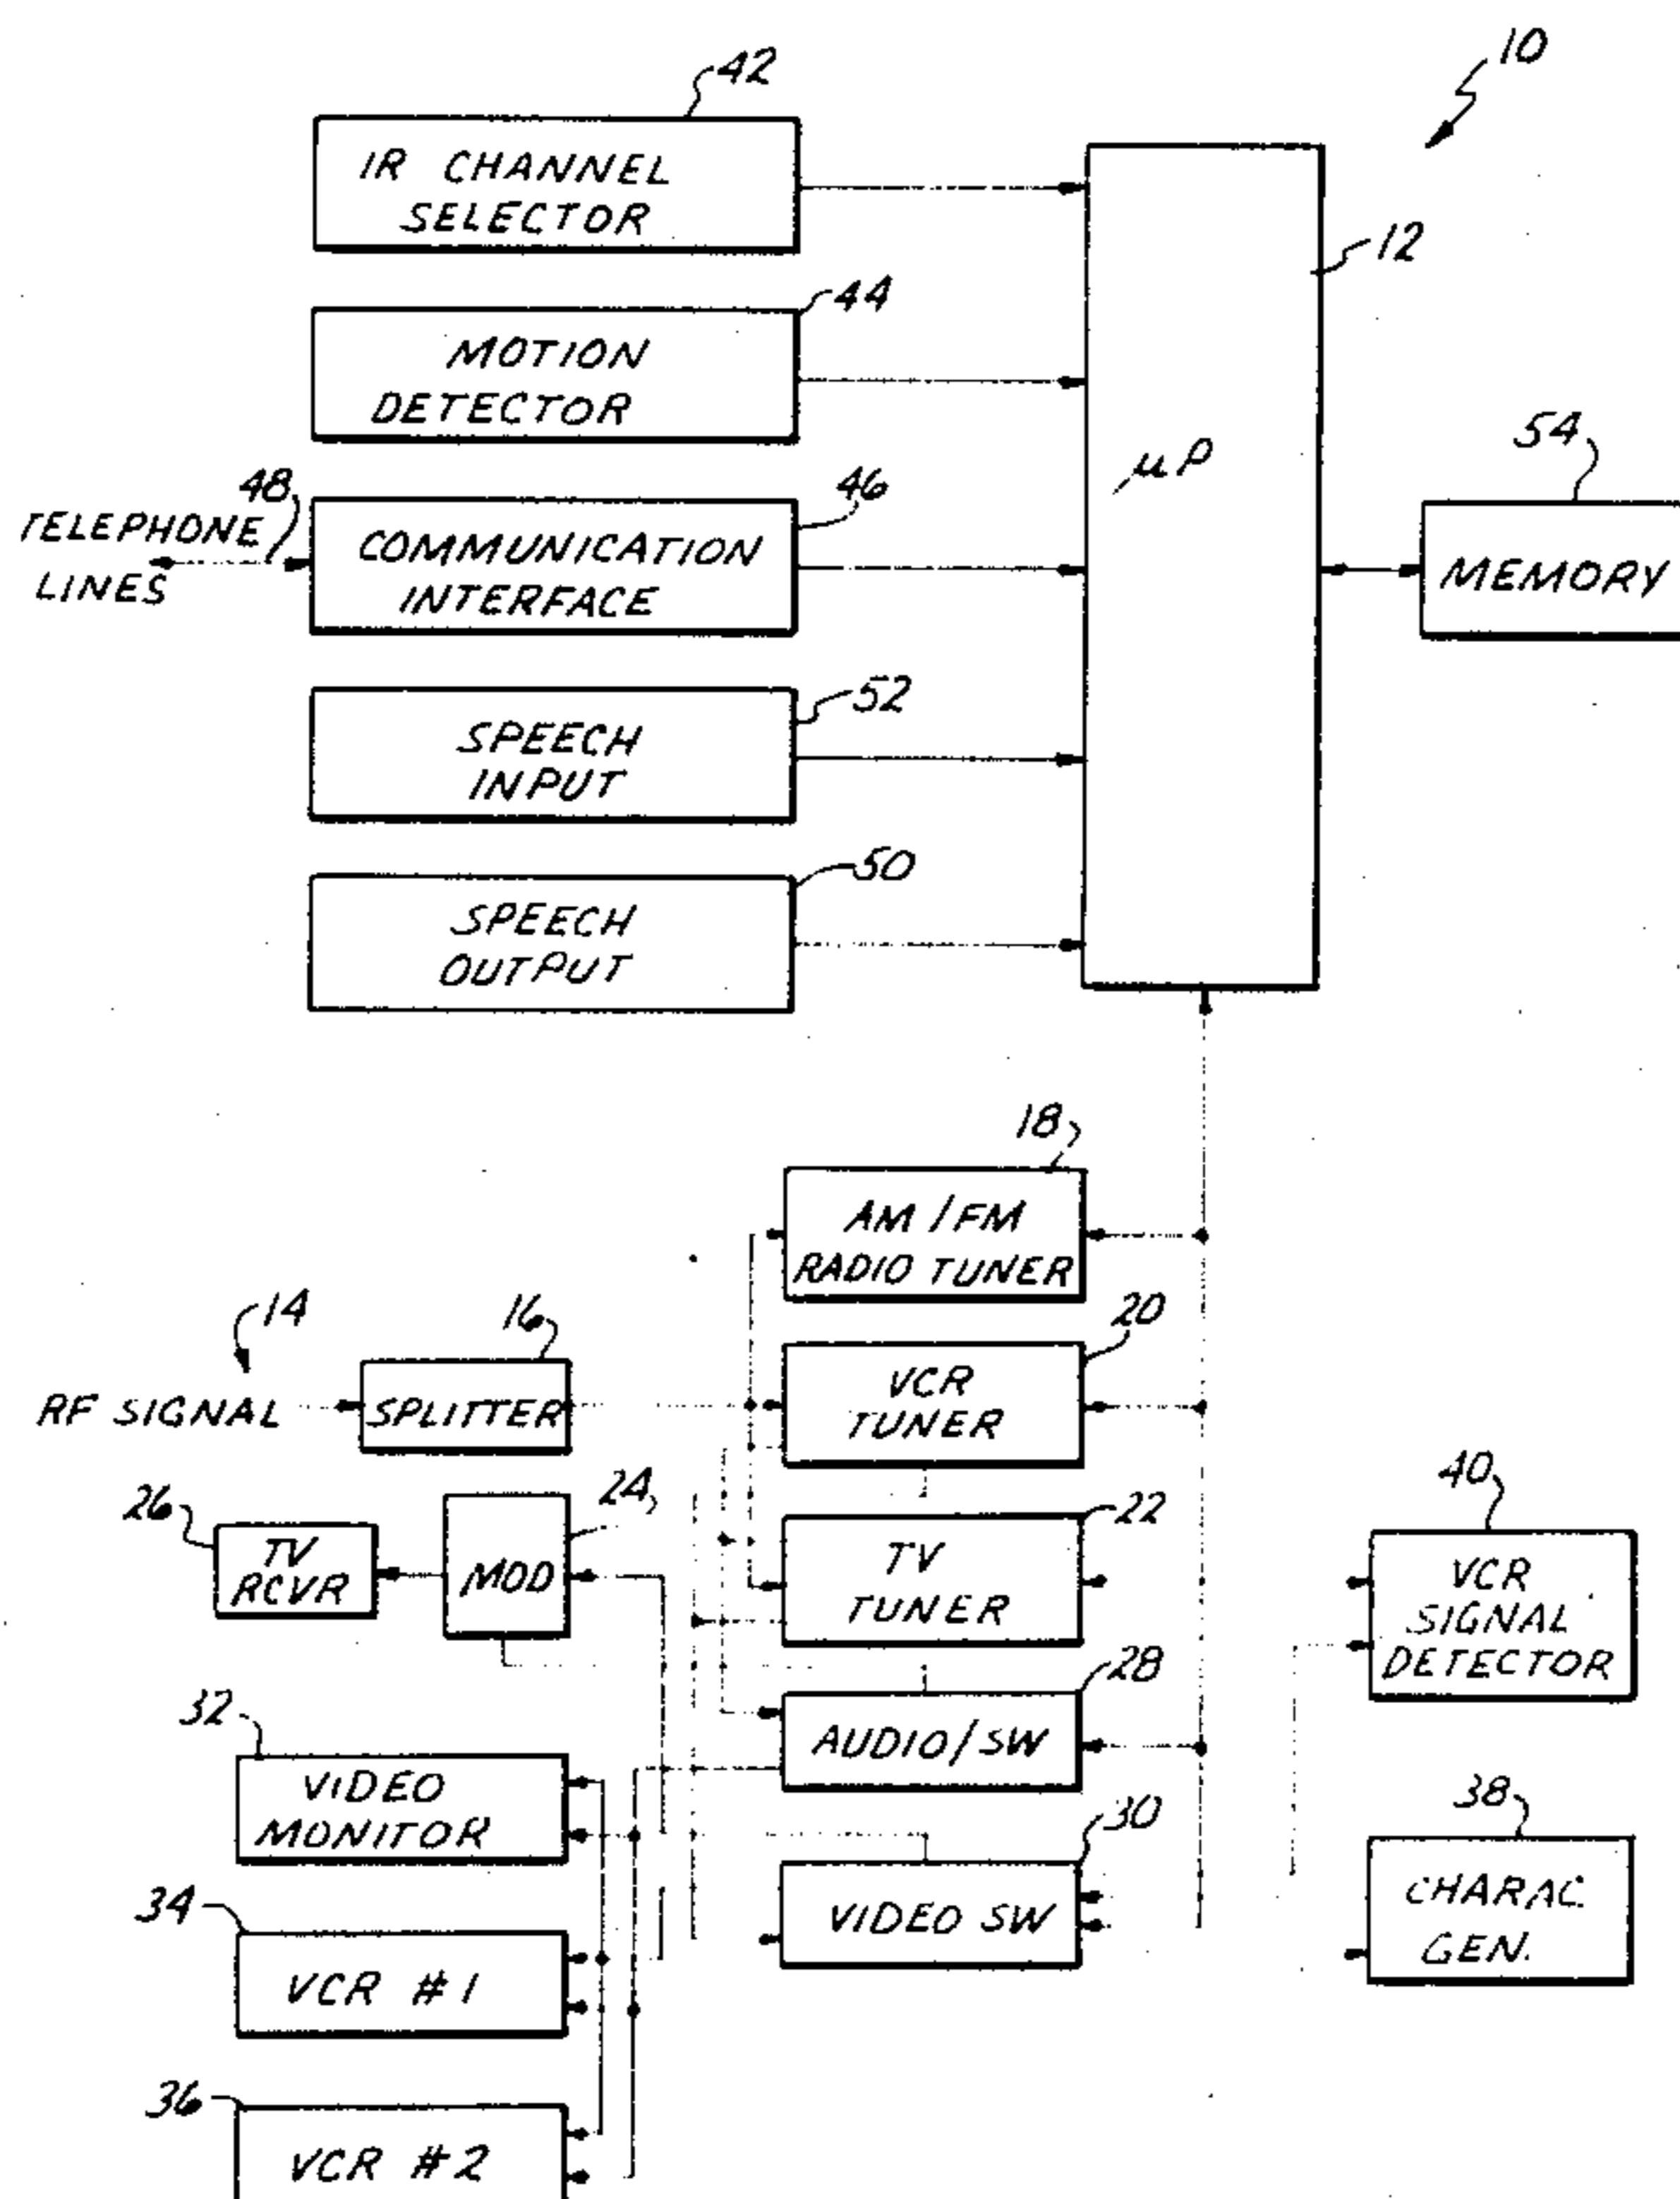 10
42
IR CHANNEL
SELECTOR
12
44
MOTION
DETECTOR
µP
54
MEMORY
48
TELEPHONE
LINES
46
COMMUNICATION
INTERFACE
52
SPEECH
INPUT
50
SPEECH
OUTPUT
18
AM/FM
RADIO TUNER
14
RF SIGNAL
16
SPLITTER
20
VCR
TUNER
24
MOD
26
TV
RCVR
22
TV
TUNER
40
VCR
SIGNAL
DETECTOR
28
AUDIO/SW
32
VIDEO
MONITOR
30
VIDEO SW
38
CHARAC.
GEN.
34
VCR #1
36
VCR #2